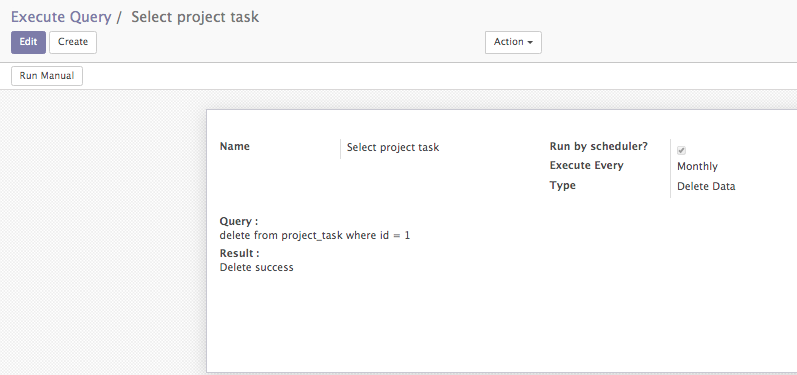 Execute Query / Select project task
Edit Create Action
Run Manual
Name Select project task Run by scheduler?
Execute Every Monthly
Type Delete Data
Query :
delete from project_task where id = 1
Result :
Delete success